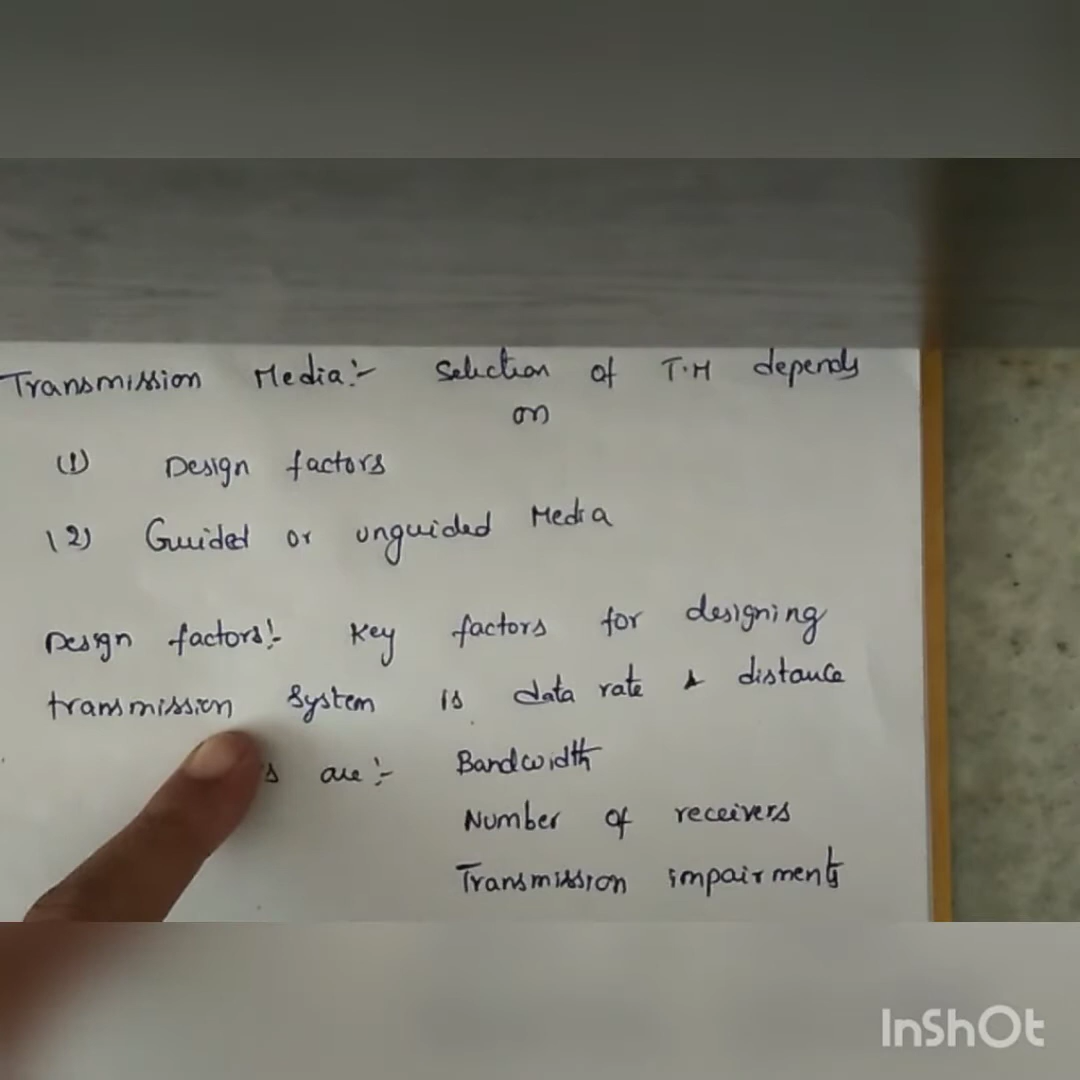 Transmission Media:- Selection of T.M depends
on
(1) Design factors
(2) Guided or unguided Media
Design factors:- Key factors for designing
transmission system is data rate & distance
are:- Bandwidth
Number of receivers
Transmission impairments
InShOt